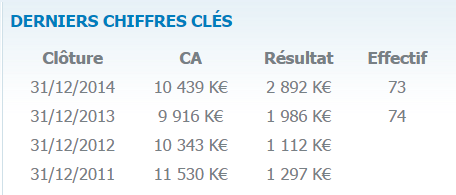 DERNIERS CHIFFRES CLÉS
Clôture CA Résultat Effectif
31/12/2014 10 439 K€ 2 892 K€ 73
31/12/2013 9 916 K€ 1 986 K€ 74
31/12/2012 10 343 K€ 1 112 K€
31/12/2011 11 530 K€ 1 297 K€